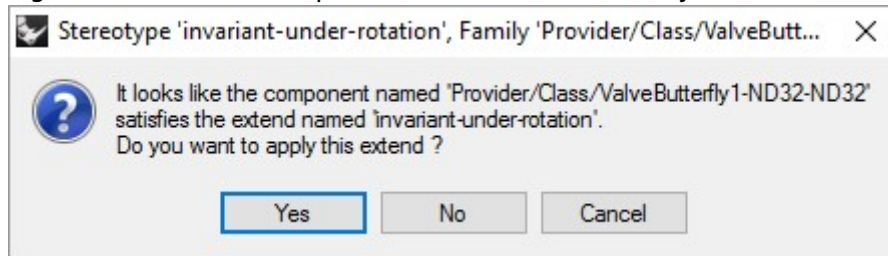 Stereotype 'invariant-under-rotation', Family 'Provider/Class/ValveButt...
It looks like the component named 'Provider/Class/ValveButterfly1-ND32-ND32'
satisfies the extend named 'invariant-under-rotation'.
Do you want to apply this extend ?
Yes No Cancel